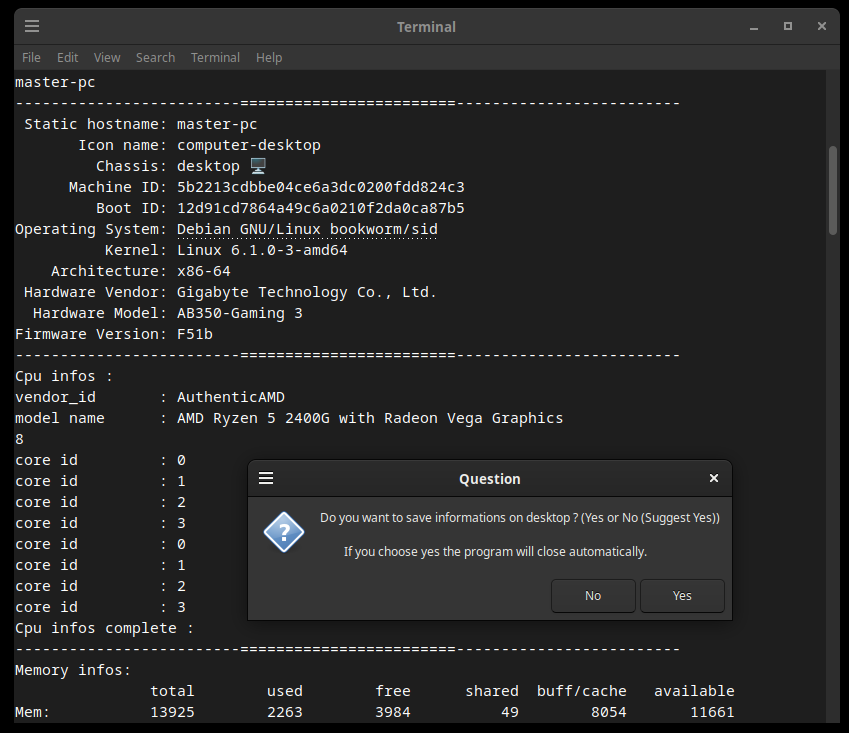 Terminal
File Edit View Search Terminal Help
master-pc
-------------------------========================-------------------------
Static hostname: master-pc
Icon name: computer-desktop
Chassis: desktop 🖥️
Machine ID: 5b2213cdbbe04ce6a3dc0200fdd824c3
Boot ID: 12d91cd7864a49c6a0210f2da0ca87b5
Operating System: Debian GNU/Linux bookworm/sid
Kernel: Linux 6.1.0-3-amd64
Architecture: x86-64
Hardware Vendor: Gigabyte Technology Co., Ltd.
Hardware Model: AB350-Gaming 3
Firmware Version: F51b
-------------------------========================-------------------------
Cpu infos :
vendor_id : AuthenticAMD
model name : AMD Ryzen 5 2400G with Radeon Vega Graphics
8
core id : 0
core id : 1
core id : 2
core id : 3
core id : 0
core id : 1
core id : 2
core id : 3
Cpu infos complete :
-------------------------========================-------------------------
Memory infos:
total used free shared buff/cache available
Mem: 13925 2263 3984 49 8054 11661
Question
Do you want to save informations on desktop ? (Yes or No (Suggest Yes))
If you choose yes the program will close automatically.
No Yes